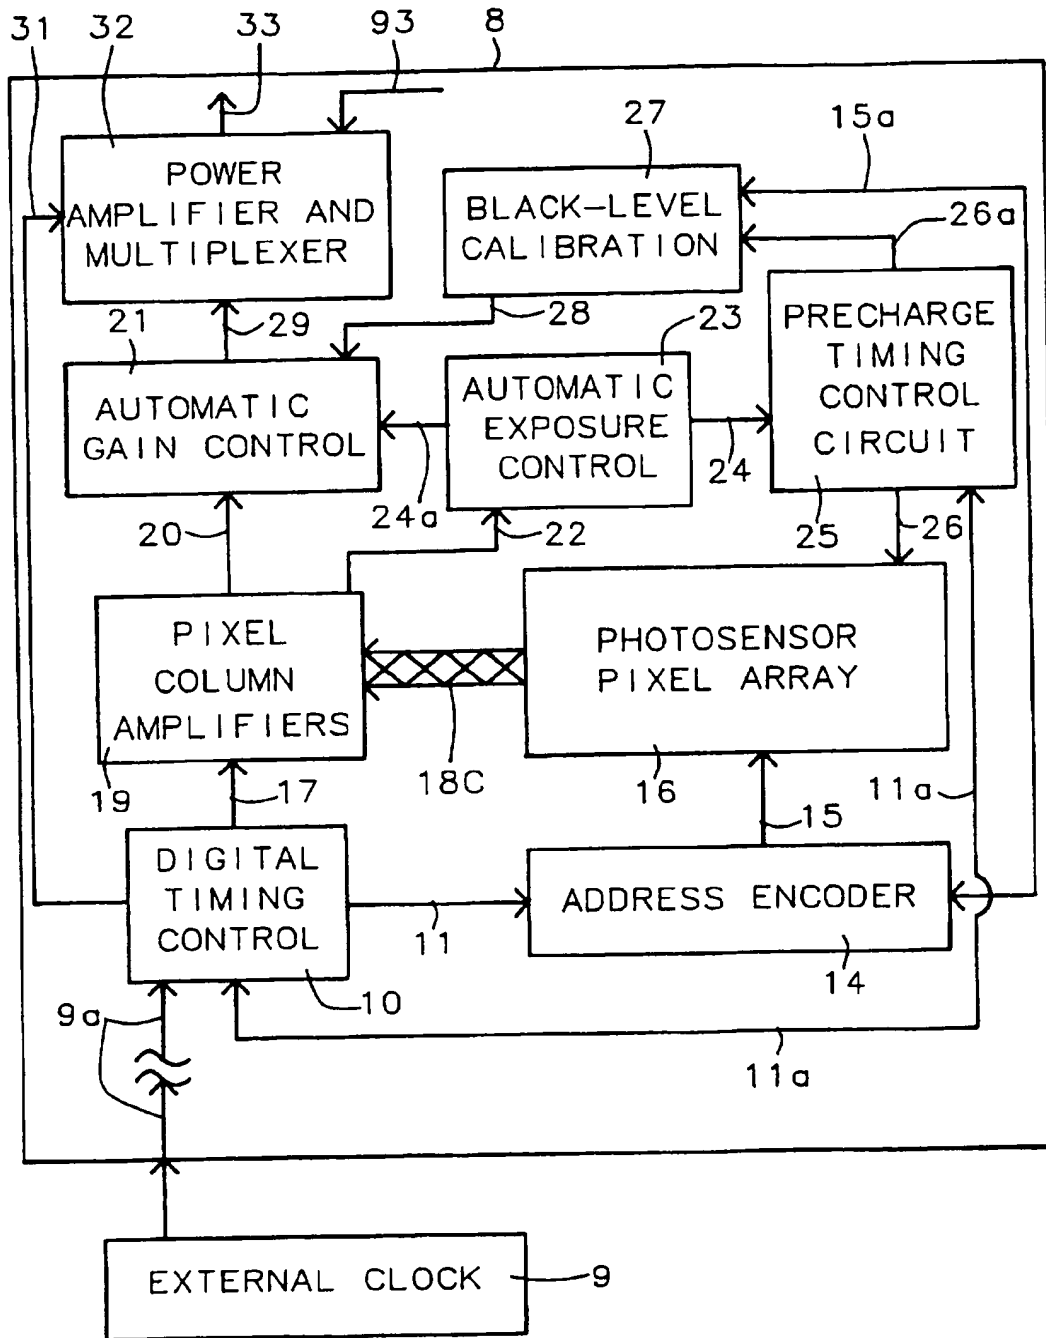 31 32 33 93 8
27
15a
POWER
AMPLIFIER AND
MULTIPLEXER
BLACK-LEVEL
CALIBRATION
26a
21 29 28 23
PRECHARGE
TIMING
CONTROL
CIRCUIT
AUTOMATIC
GAIN CONTROL
AUTOMATIC
EXPOSURE
CONTROL
24
24a
20 22 25 26
PIXEL
COLUMN
AMPLIFIERS
PHOTOSENSOR
PIXEL ARRAY
19 17 18C 16 15 11a
DIGITAL
TIMING
CONTROL
11
ADDRESS ENCODER
10 14
9a
11a
EXTERNAL CLOCK 9